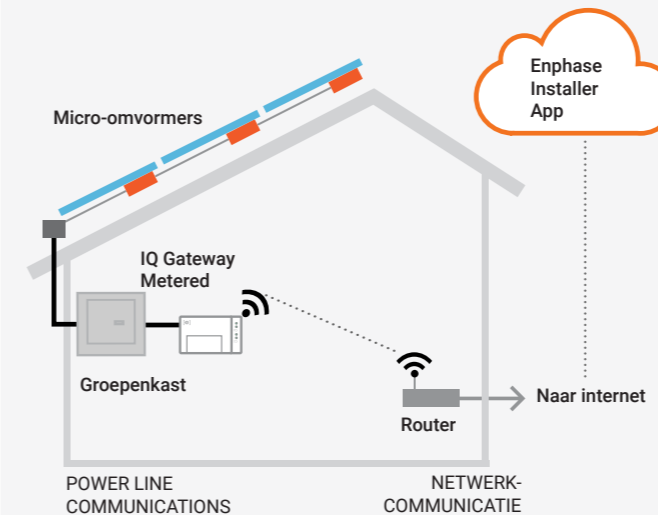 Enphase
Installer
App
Micro-omvormers
IQ Gateway
Metered
Groepenkast
Naar internet
Router
POWER LINE
COMMUNICATIONS
NETWERK-
COMMUNICATIE